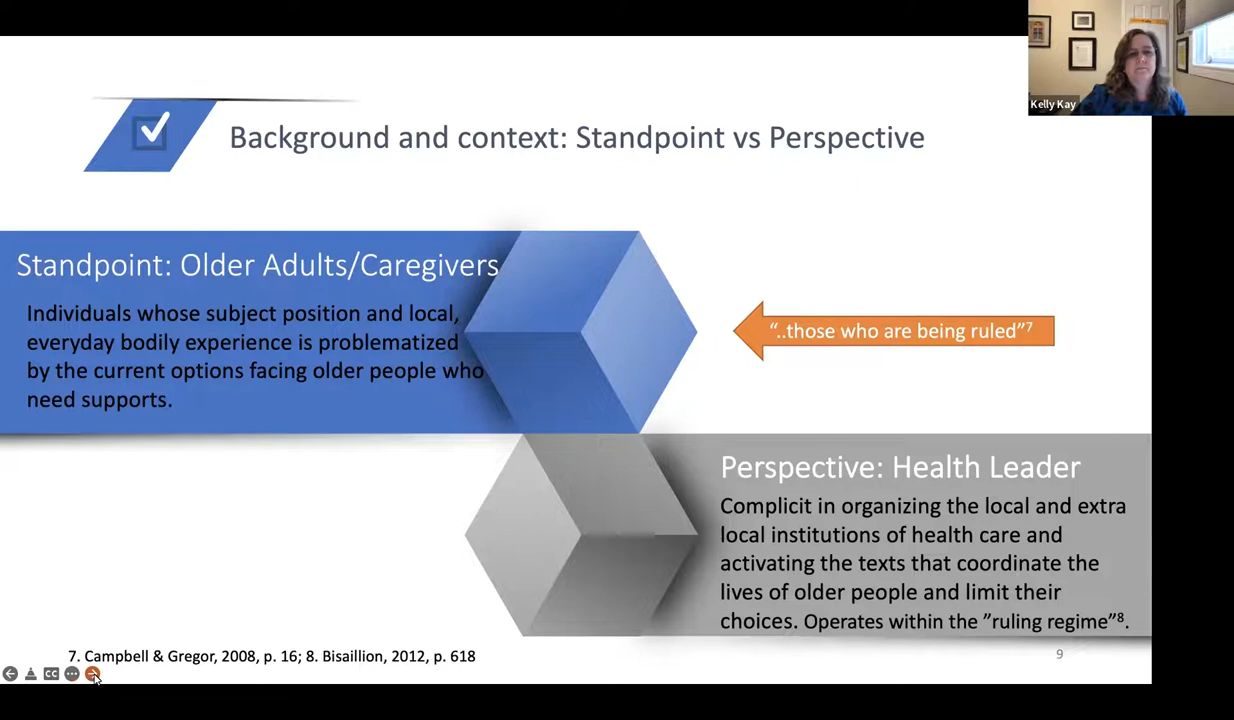 Kelly Kay
Background and context: Standpoint vs Perspective
Standpoint: Older Adults/Caregivers
Individuals whose subject position and local,
everyday bodily experience is problematized
by the current options facing older people who
need supports.
“..those who are being ruled”⁷
Perspective: Health Leader
Complicit in organizing the local and extra
local institutions of health care and
activating the texts that coordinate the
lives of older people and limit their
choices. Operates within the ”ruling regime”⁸.
7. Campbell & Gregor, 2008, p. 16; 8. Bisaillion, 2012, p. 618
9
CC